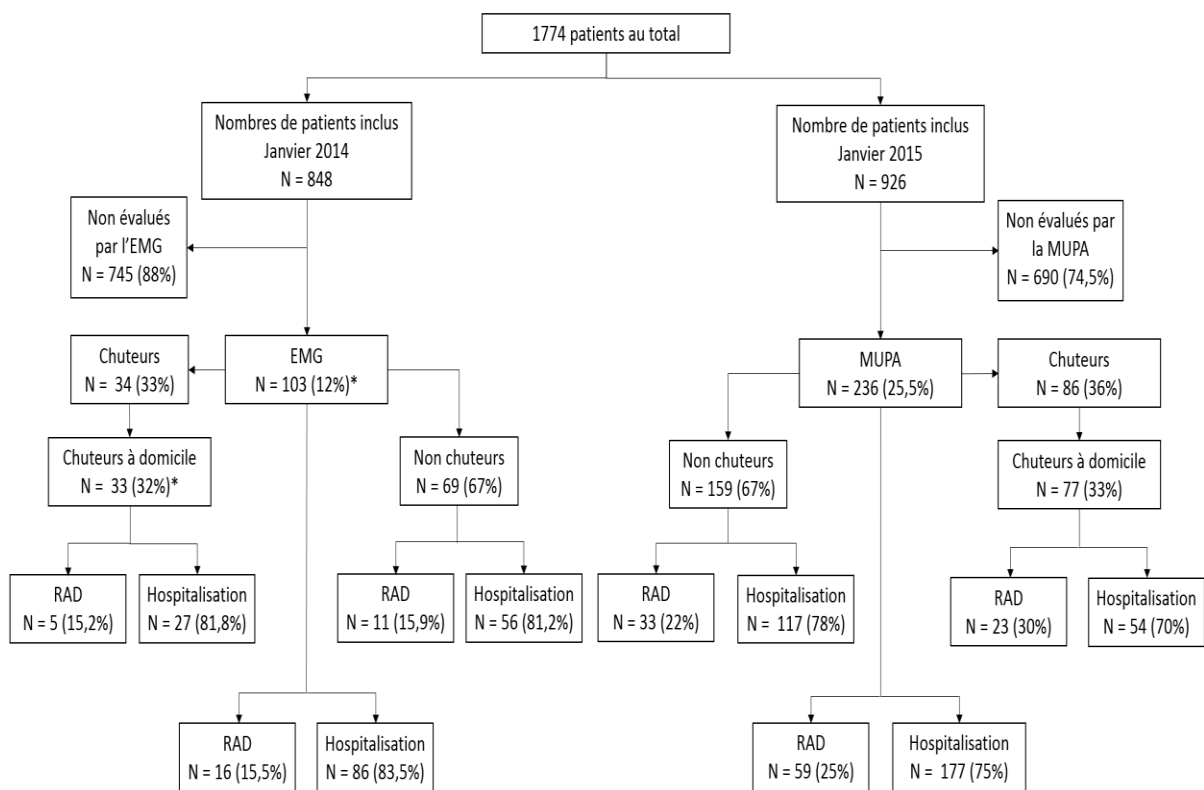 1774 patients au total
Nombres de patients inclus
Janvier 2014
N = 848
Nombre de patients inclus
Janvier 2015
N = 926
Non évalués
par l'EMG
N = 745 (88%)
Non évalués par
la MUPA
N = 690 (74,5%)
Chuteurs
N = 34 (33%)
EMG
N = 103 (12%)*
MUPA
N = 236 (25,5%)
Chuteurs
N = 86 (36%)
Chuteurs à domicile
N = 33 (32%)*
Non chuteurs
N = 69 (67%)
Non chuteurs
N = 159 (67%)
Chuteurs à domicile
N = 77 (33%)
RAD
N = 5 (15,2%)
Hospitalisation
N = 27 (81,8%)
RAD
N = 11 (15,9%)
Hospitalisation
N = 56 (81,2%)
RAD
N = 33 (22%)
Hospitalisation
N = 117 (78%)
RAD
N = 23 (30%)
Hospitalisation
N = 54 (70%)
RAD
N = 16 (15,5%)
Hospitalisation
N = 86 (83,5%)
RAD
N = 59 (25%)
Hospitalisation
N = 177 (75%)